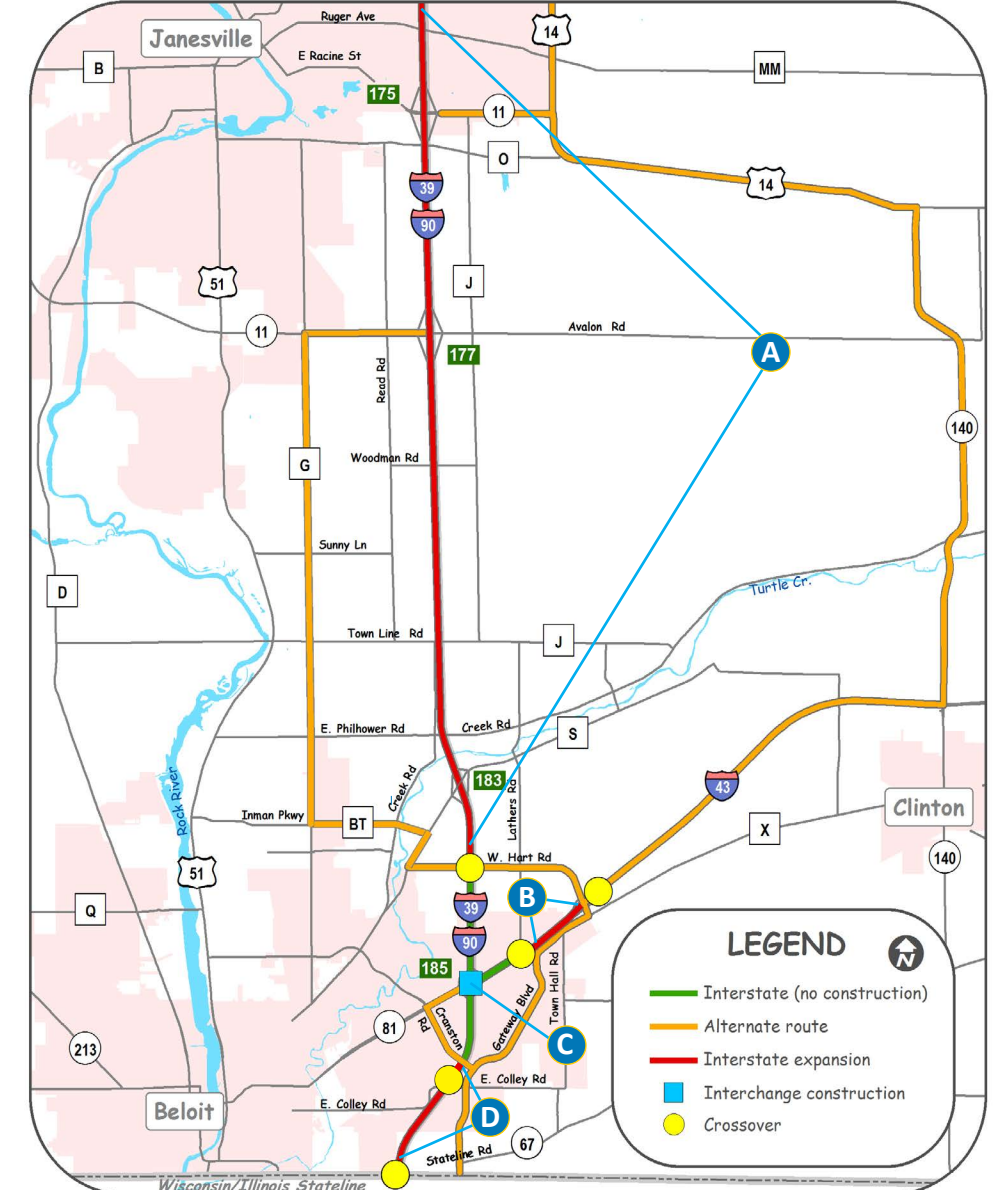 Ruger Ave
14
Janesville
E Racine St
B
MM
175
11
O
39
14
90
51
J
11
Avalon Rd
177
A
Read Rd
140
G
Woodman Rd
Sunny Ln
D
Turtle Cr.
Town Line Rd
J
E. Philhower Rd
Creek Rd
S
183
43
Creek Rd
Rock River
Lathers Rd
Clinton
Inman Pkwy
BT
X
W. Hart Rd
140
51
B
39
Q
90
LEGEND
N
185
Town Hall Rd
Interstate (no construction)
Cranston Rd
Gateway Blvd
81
Alternate route
C
213
Interstate expansion
E. Colley Rd
Interchange construction
E. Colley Rd
Beloit
D
Crossover
67
Stateline Rd
Wisconsin/Illinois Stateline